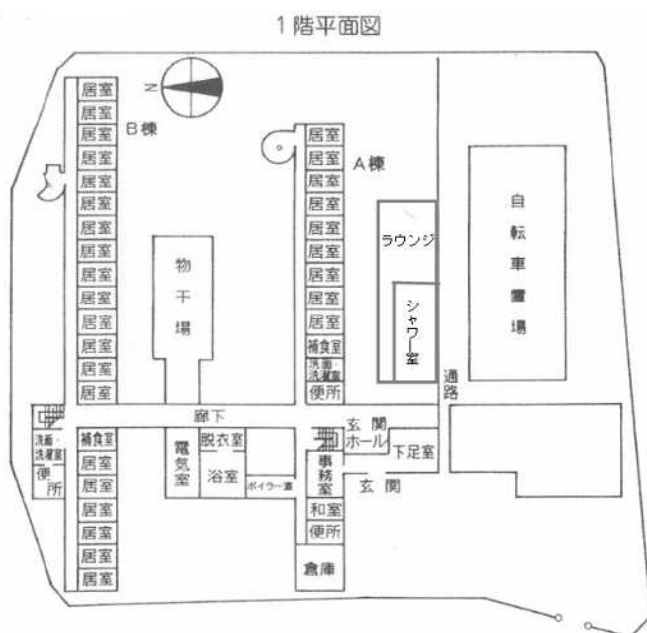 1階平面図
N
B棟
居室
居室
居室
居室
居室
居室
居室
居室
居室
居室
居室
居室
居室
居室
物干場
A棟
居室
居室
居室
居室
居室
居室
居室
居室
居室
補食室
洗面・
洗濯室
便所
ラウンジ
シャワー室
自転車置場
通路
廊下
洗面・
洗濯室
便
所
補食室
居室
居室
居室
居室
居室
居室
電気室
脱衣室
浴室
ボイラー室
事務室
和室
便所
倉庫
玄関
ホール
下足室
玄関